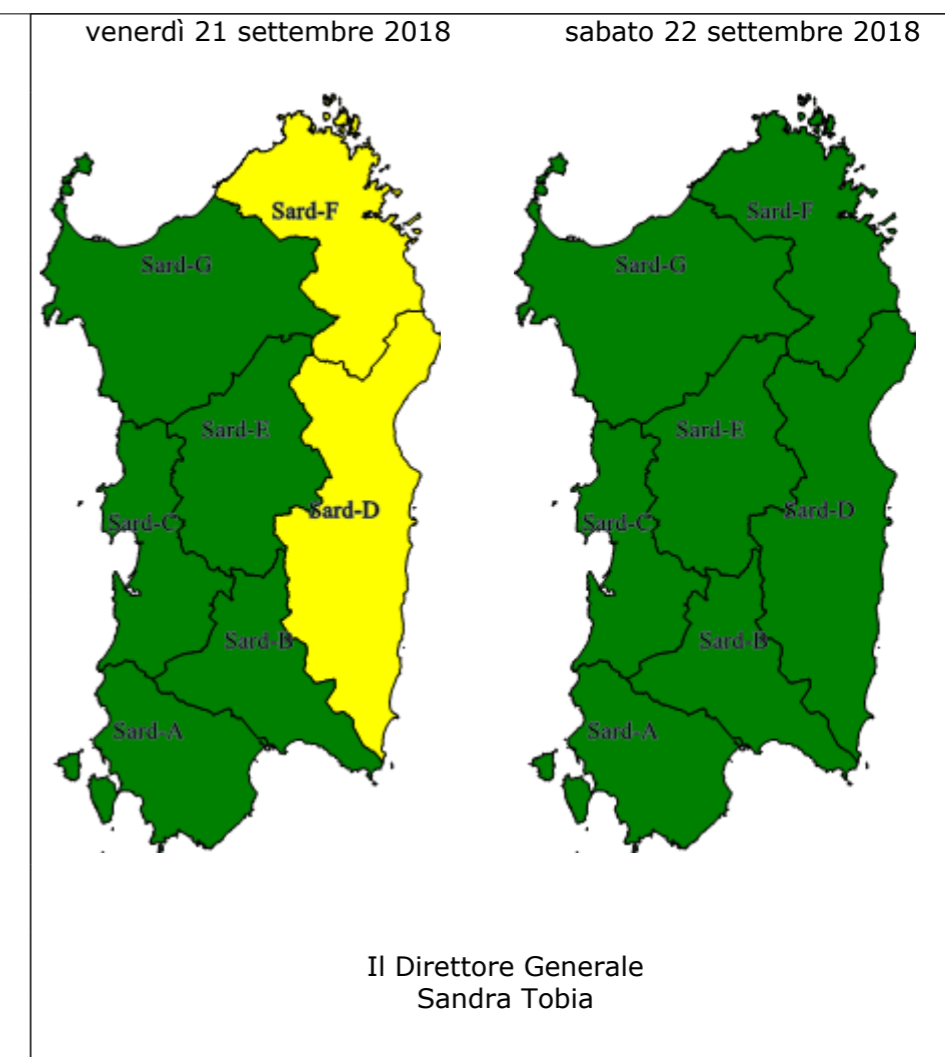 venerdì 21 settembre 2018
sabato 22 settembre 2018
Sard-F
Sard-G
Sard-E
Sard-D
Sard-C
Sard-B
Sard-A
Sard-F
Sard-G
Sard-E
Sard-D
Sard-C
Sard-B
Sard-A
Il Direttore Generale
Sandra Tobia